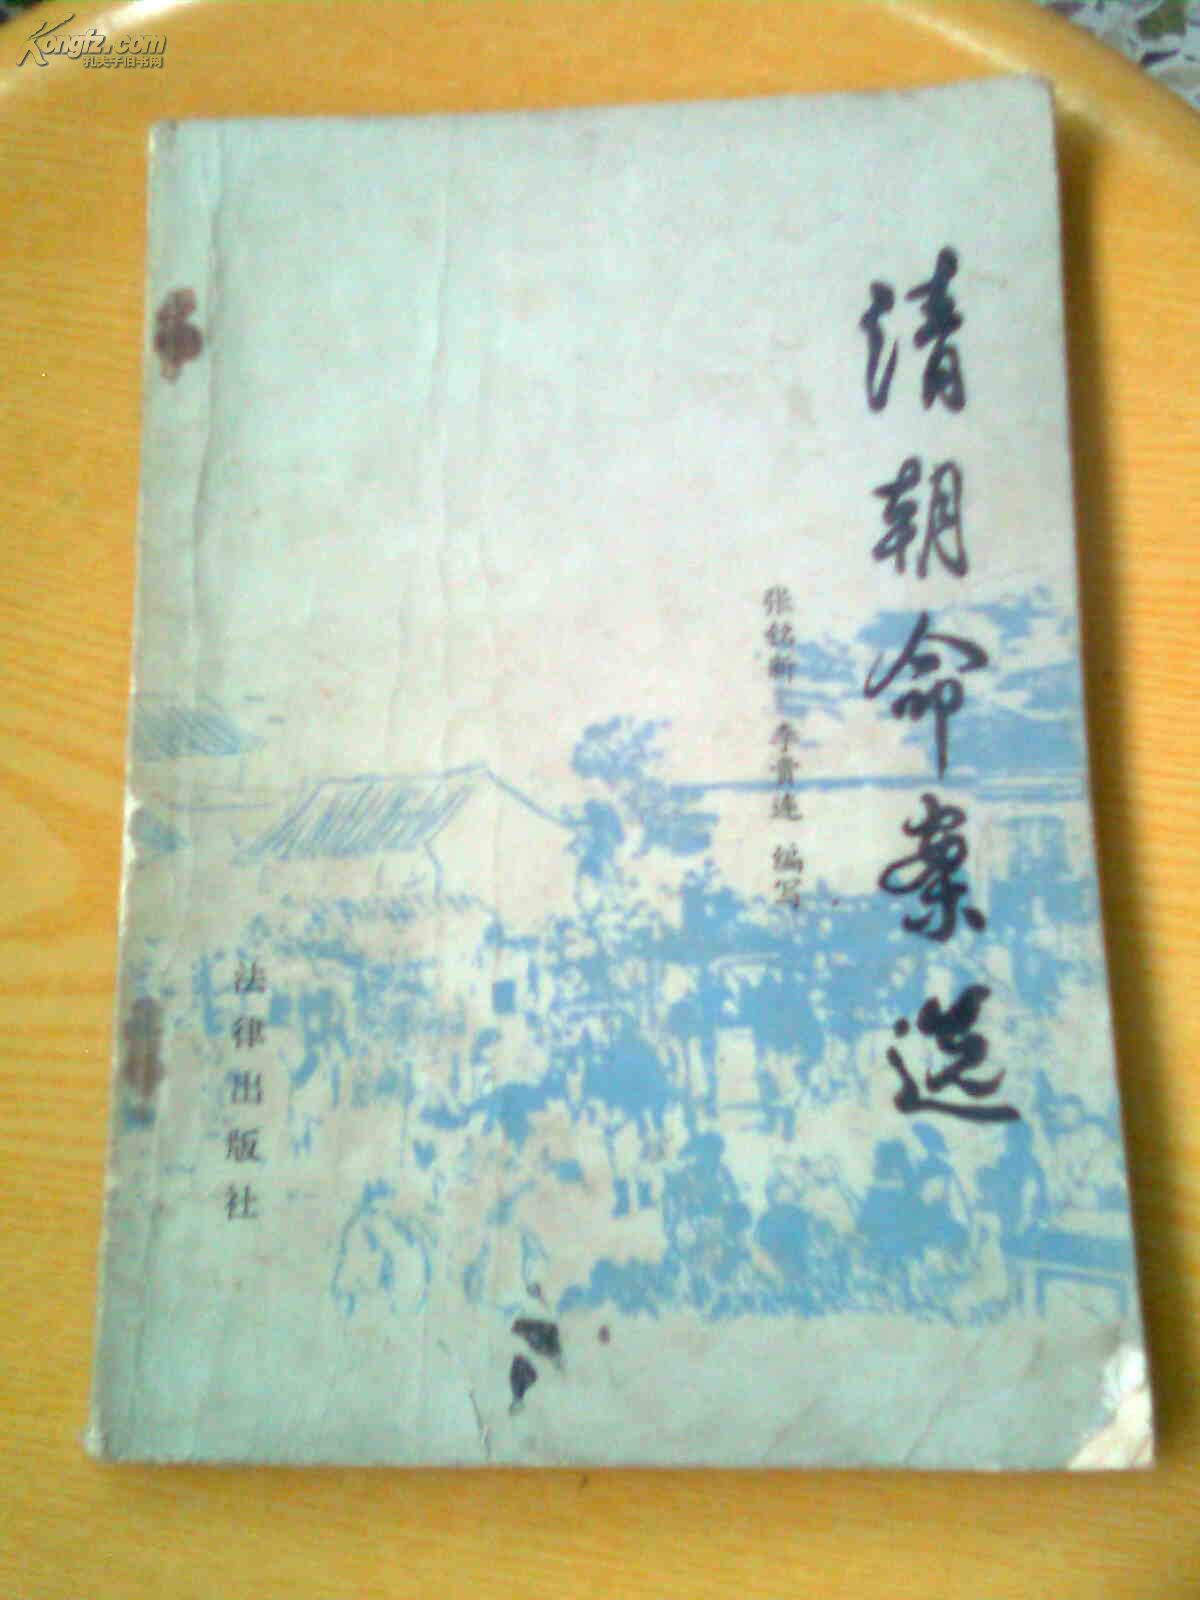 Kongfz.com
孔夫子旧书网
清朝命案选
张铭新 李贵连 编写
法律出版社